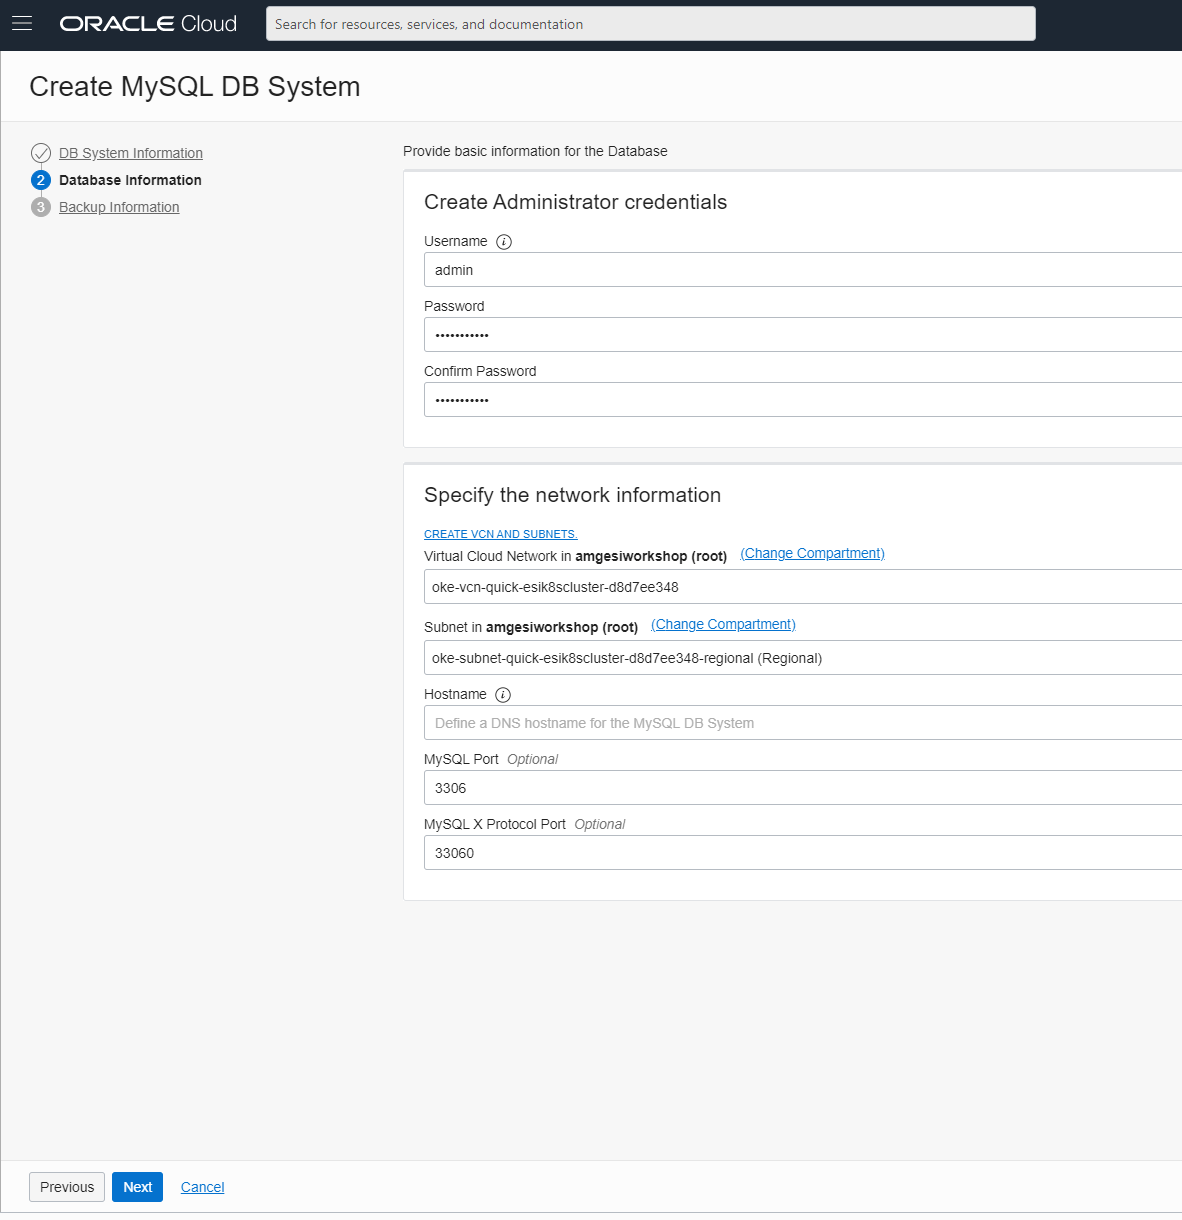 ORACLE Cloud
Search for resources, services, and documentation
Create MySQL DB System
DB System Information
2 Database Information
3 Backup Information
Provide basic information for the Database
Create Administrator credentials
Username i
admin
Password
•••••••••••
Confirm Password
•••••••••••
Specify the network information
CREATE VCN AND SUBNETS.
Virtual Cloud Network in amgesiworkshop (root) (Change Compartment)
oke-vcn-quick-esik8scluster-d8d7ee348
Subnet in amgesiworkshop (root) (Change Compartment)
oke-subnet-quick-esik8scluster-d8d7ee348-regional (Regional)
Hostname i
Define a DNS hostname for the MySQL DB System
MySQL Port Optional
3306
MySQL X Protocol Port Optional
33060
Previous Next Cancel